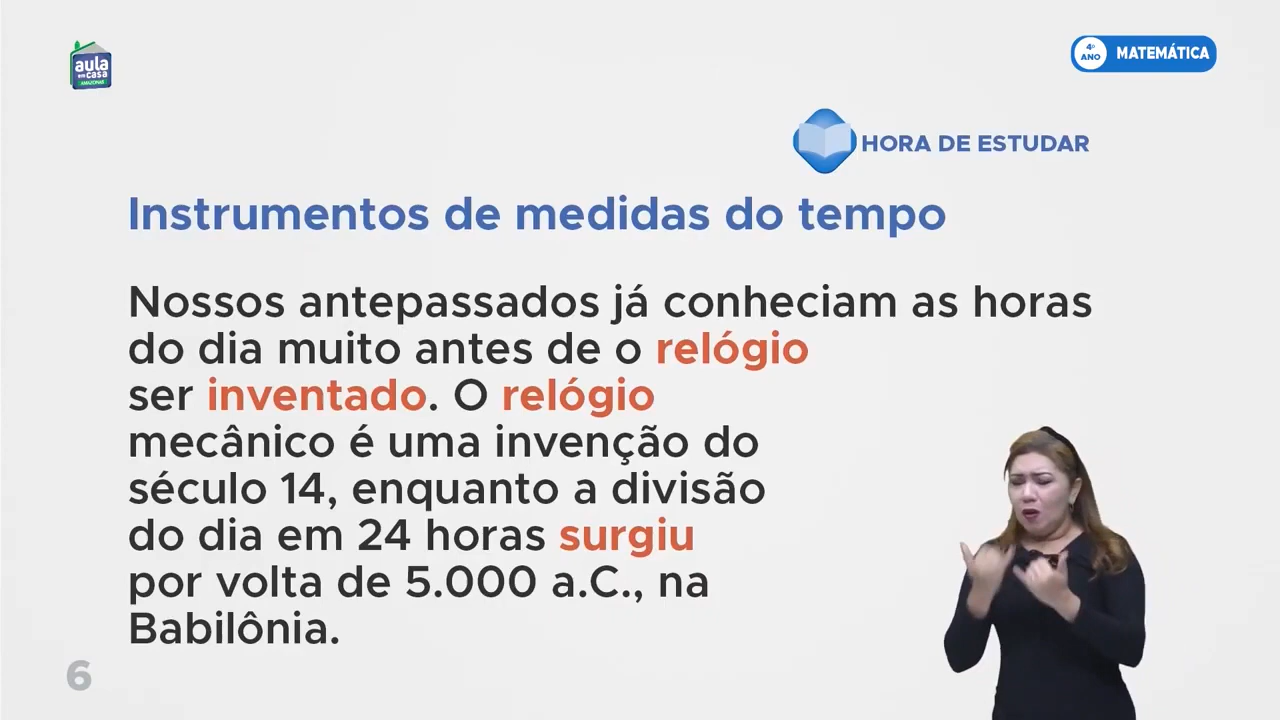 aula
em casa
AMAZONAS
4º
ANO
MATEMÁTICA
HORA DE ESTUDAR
Instrumentos de medidas do tempo
Nossos antepassados já conheciam as horas
do dia muito antes de o relógio
ser inventado. O relógio
mecânico é uma invenção do
século 14, enquanto a divisão
do dia em 24 horas surgiu
por volta de 5.000 a.C., na
Babilônia.
6